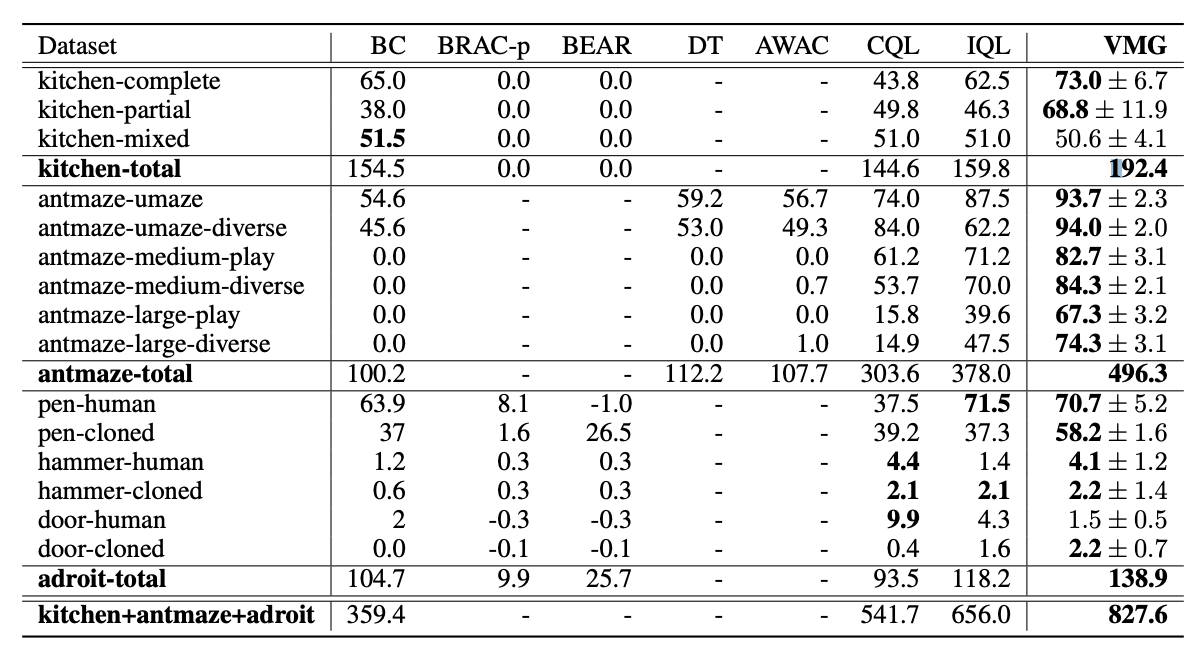 Dataset BC BRAC-p BEAR DT AWAC CQL IQL VMG
kitchen-complete 65.0 0.0 0.0 - - 43.8 62.5 73.0 ± 6.7
kitchen-partial 38.0 0.0 0.0 - - 49.8 46.3 68.8 ± 11.9
kitchen-mixed 51.5 0.0 0.0 - - 51.0 51.0 50.6 ± 4.1
kitchen-total 154.5 0.0 0.0 - - 144.6 159.8 192.4
antmaze-umaze 54.6 - - 59.2 56.7 74.0 87.5 93.7 ± 2.3
antmaze-umaze-diverse 45.6 - - 53.0 49.3 84.0 62.2 94.0 ± 2.0
antmaze-medium-play 0.0 - - 0.0 0.0 61.2 71.2 82.7 ± 3.1
antmaze-medium-diverse 0.0 - - 0.0 0.7 53.7 70.0 84.3 ± 2.1
antmaze-large-play 0.0 - - 0.0 0.0 15.8 39.6 67.3 ± 3.2
antmaze-large-diverse 0.0 - - 0.0 1.0 14.9 47.5 74.3 ± 3.1
antmaze-total 100.2 - - 112.2 107.7 303.6 378.0 496.3
pen-human 63.9 8.1 -1.0 - - 37.5 71.5 70.7 ± 5.2
pen-cloned 37 1.6 26.5 - - 39.2 37.3 58.2 ± 1.6
hammer-human 1.2 0.3 0.3 - - 4.4 1.4 4.1 ± 1.2
hammer-cloned 0.6 0.3 0.3 - - 2.1 2.1 2.2 ± 1.4
door-human 2 -0.3 -0.3 - - 9.9 4.3 1.5 ± 0.5
door-cloned 0.0 -0.1 -0.1 - - 0.4 1.6 2.2 ± 0.7
adroit-total 104.7 9.9 25.7 - - 93.5 118.2 138.9
kitchen+antmaze+adroit 359.4 - - - - 541.7 656.0 827.6